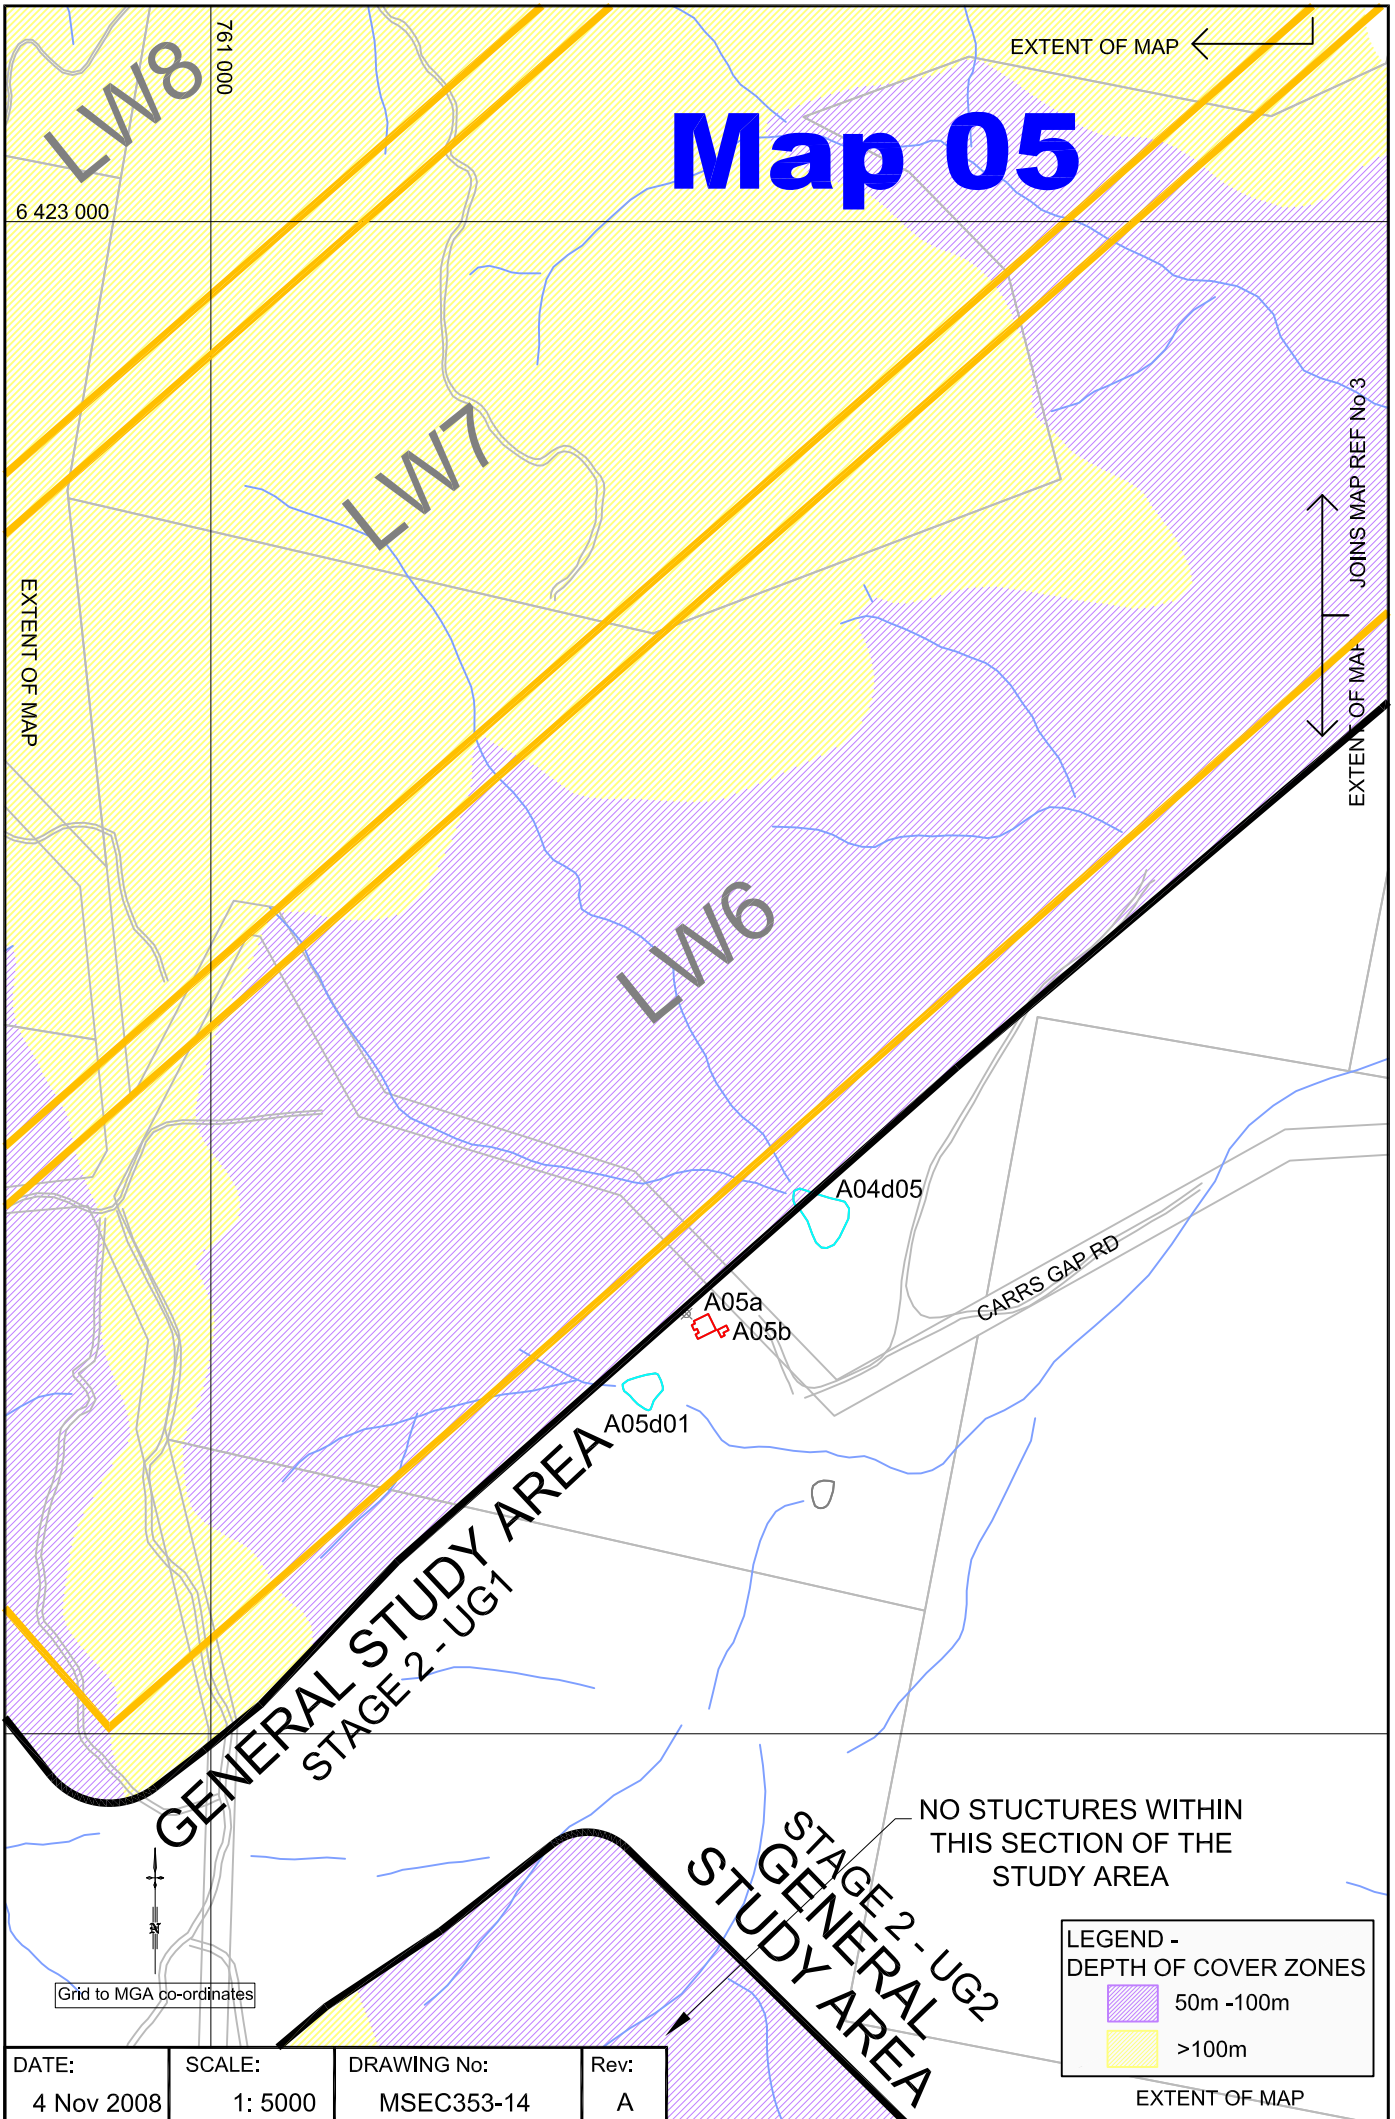 EXTENT OF MAP
761 000
LW8
Map 05
6 423 000
JOINS MAP REF No 3
LW7
EXTENT OF MAP
EXTENT OF MAP
LW6
A04d05
CARRS GAP RD
A05a
A05b
A05d01
GENERAL STUDY AREA
STAGE 2 - UG1
NO STUCTURES WITHIN
THIS SECTION OF THE
STUDY AREA
STAGE 2 - UG2
GENERAL
STUDY AREA
N
Grid to MGA co-ordinates
LEGEND -
DEPTH OF COVER ZONES
50m -100m
>100m
EXTENT OF MAP
DATE:
4 Nov 2008
SCALE:
1: 5000
DRAWING No:
MSEC353-14
Rev:
A